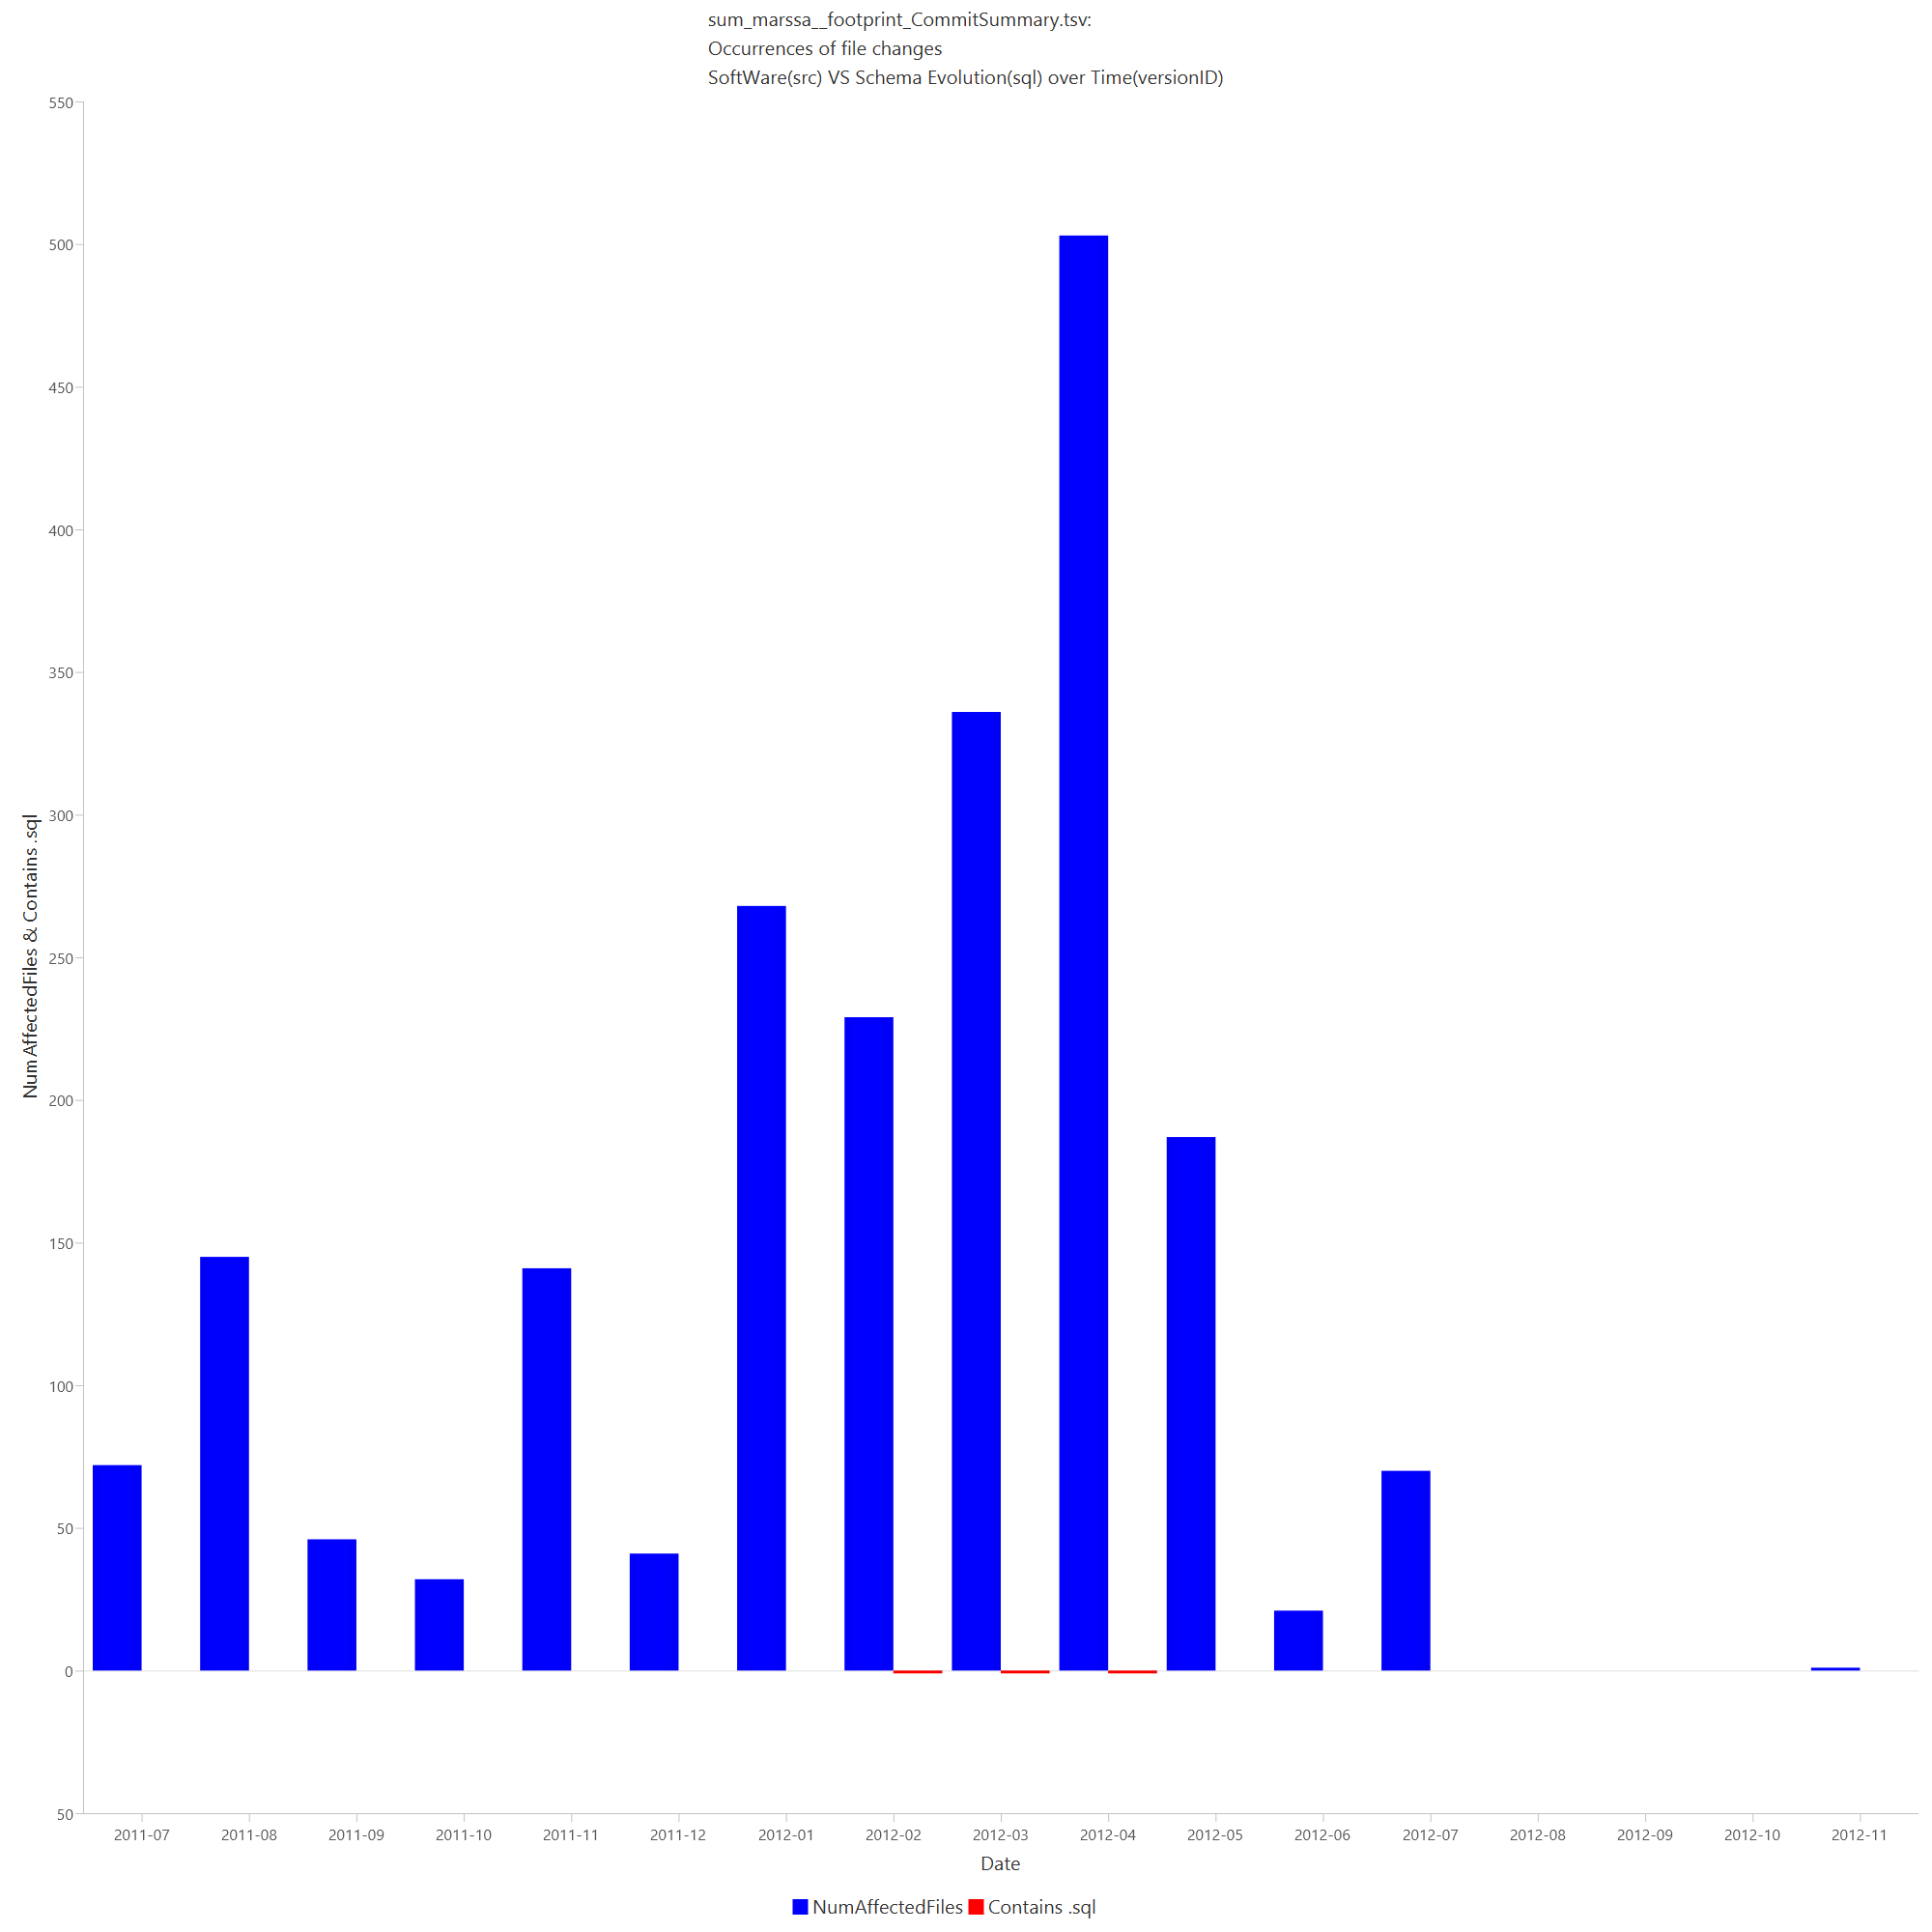 sum_marssa__footprint_CommitSummary.tsv:
Occurrences of file changes
SoftWare(src) VS Schema Evolution(sql) over Time(versionID)
550
500
450
400
350
300
250
200
150
100
50
0
50
NumAffectedFiles & Contains .sql
2011-07 2011-08 2011-09 2011-10 2011-11 2011-12 2012-01 2012-02 2012-03 2012-04 2012-05 2012-06 2012-07 2012-08 2012-09 2012-10 2012-11
Date
NumAffectedFiles Contains .sql